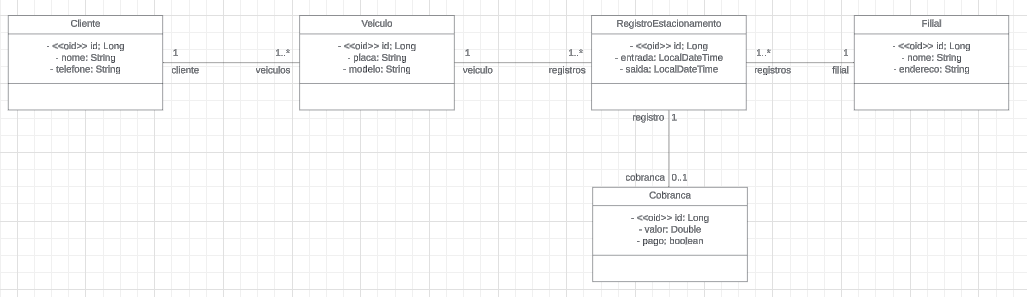 Cliente
- <<oid>> id; Long
- nome: String
- telefone: String
1
cliente
1..*
veiculos
Veiculo
- <<oid>> id; Long
- placa: String
- modelo: String
1
veiculo
1..*
registros
RegistroEstacionamento
- <<oid>> id: Long
- entrada: LocalDateTime
- saida: LocalDateTime
1..*
registros
1
filial
Filial
- <<oid>> id; Long
- nome: String
- endereco: String
registro
1
cobranca
0..1
Cobranca
- <<oid>> id: Long
- valor: Double
- pago; boolean